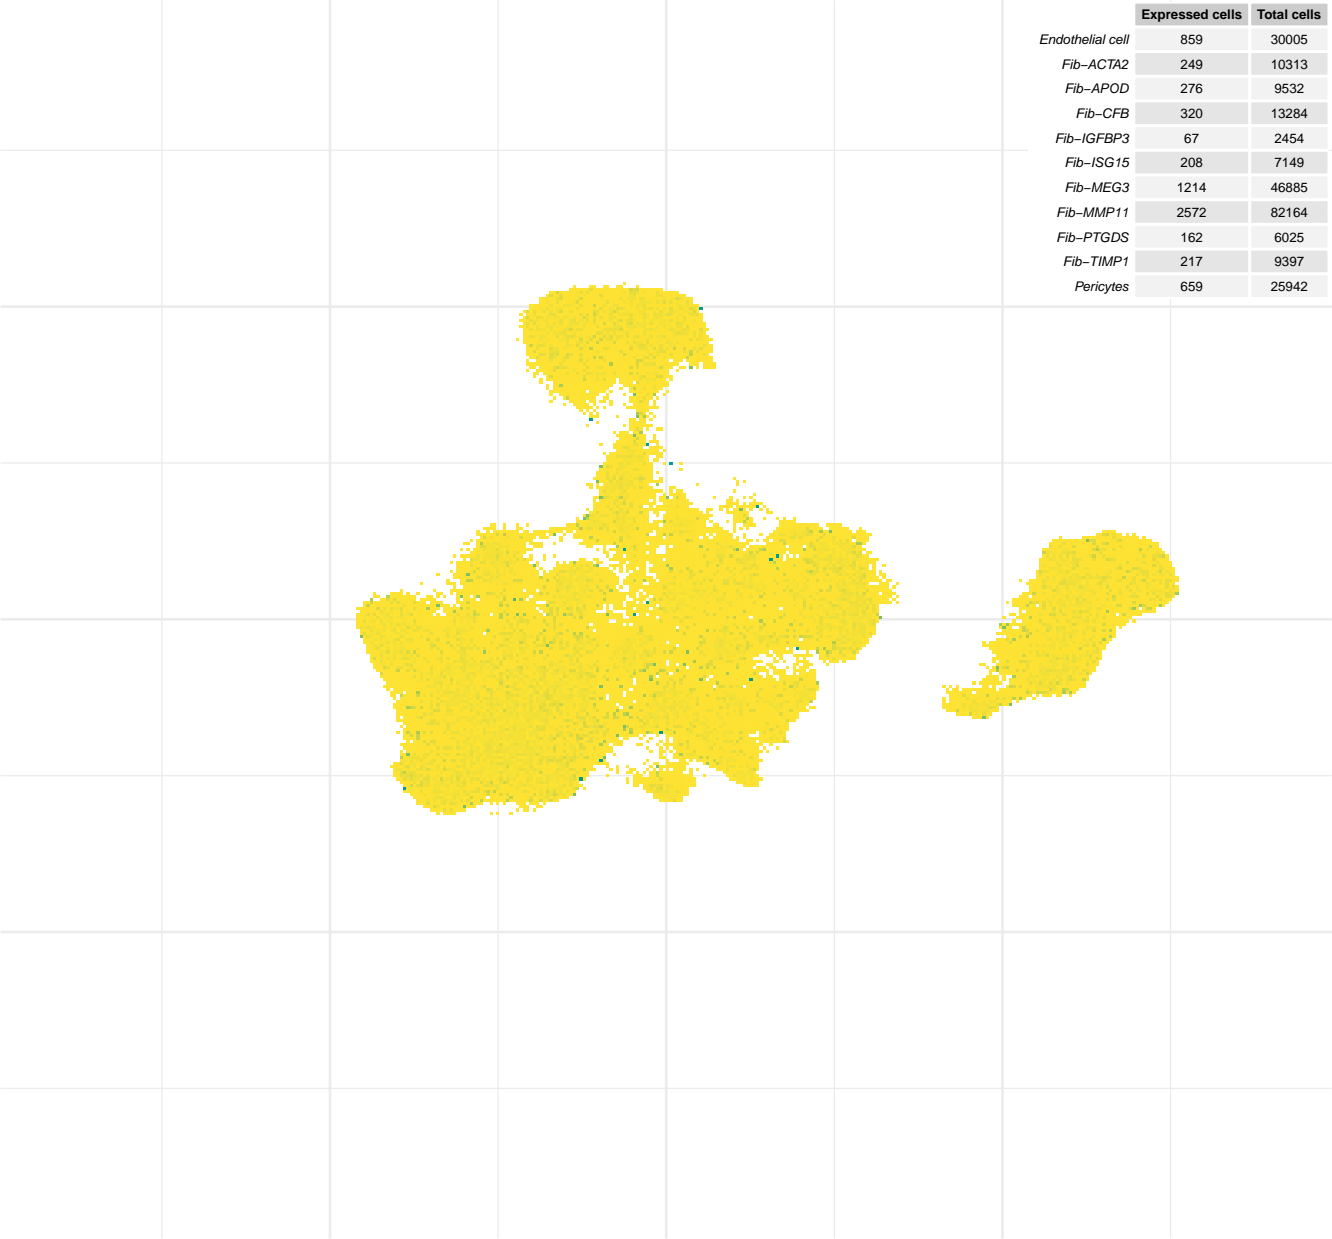 Expressed cells Total cells
Endothelial cell 859 30005
Fib−ACTA2 249 10313
Fib−APOD 276 9532
Fib−CFB 320 13284
Fib−IGFBP3 67 2454
Fib−ISG15 208 7149
Fib−MEG3 1214 46885
Fib−MMP11 2572 82164
Fib−PTGDS 162 6025
Fib−TIMP1 217 9397
Pericytes 659 25942